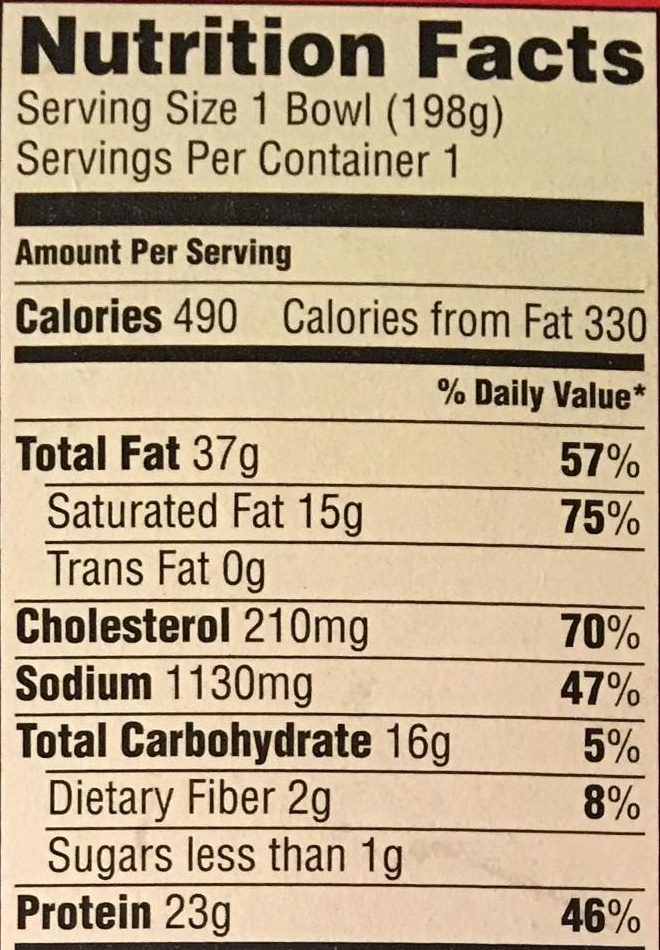 Nutrition Facts
Serving Size 1 Bowl (198g)
Servings Per Container 1
Amount Per Serving
Calories 490 Calories from Fat 330
% Daily Value*
Total Fat 37g 57%
Saturated Fat 15g 75%
Trans Fat 0g
Cholesterol 210mg 70%
Sodium 1130mg 47%
Total Carbohydrate 16g 5%
Dietary Fiber 2g 8%
Sugars less than 1g
Protein 23g 46%